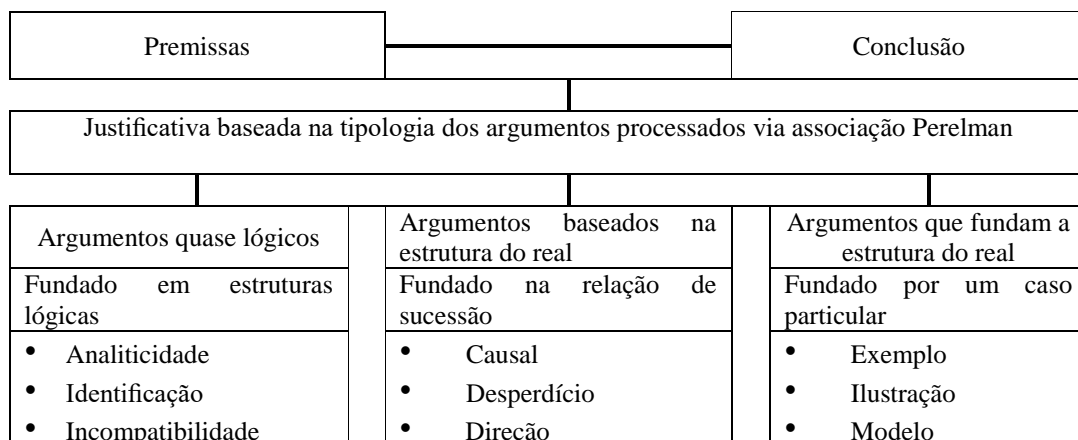 Premissas
Conclusão
Justificativa baseada na tipologia dos argumentos processados via associação Perelman
Argumentos quase lógicos
Fundado em estruturas
lógicas
• Analiticidade
• Identificação
• Incompatibilidade
Argumentos baseados na
estrutura do real
Fundado na relação de
sucessão
• Causal
• Desperdício
• Direção
Argumentos que fundam a
estrutura do real
Fundado por um caso
particular
• Exemplo
• Ilustração
• Modelo